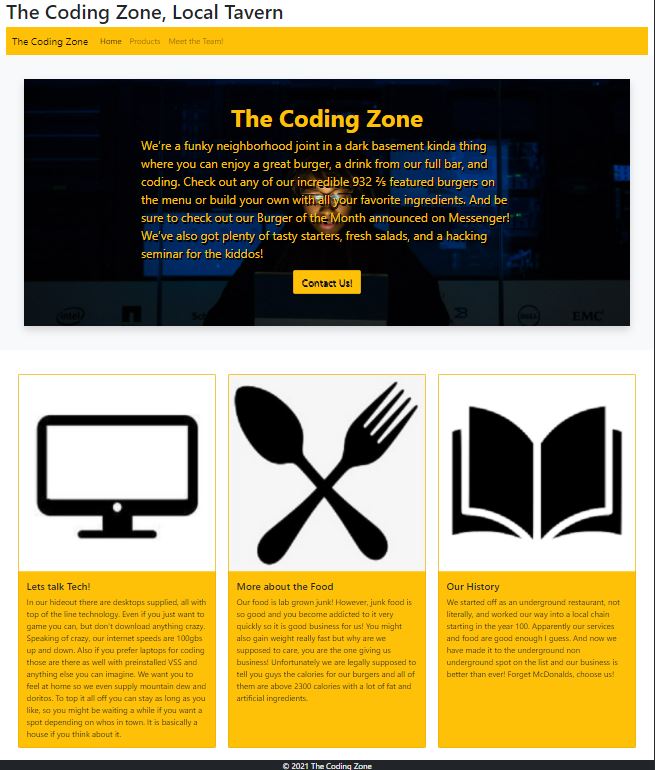 The Coding Zone, Local Tavern
The Coding Zone Home Products Meet the Team!
The Coding Zone
We're a funky neighborhood joint in a dark basement kinda thing
where you can enjoy a great burger, a drink from our full bar, and
coding. Check out any of our incredible 932 ⅖ featured burgers on
the menu or build your own with all your favorite ingredients. And be
sure to check out our Burger of the Month announced on Messenger!
We've also got plenty of tasty starters, fresh salads, and a hacking
seminar for the kiddos!
Contact Us!
intel
DELL
EMC
Lets talk Tech!
In our hideout there are desktops supplied, all with
top of the line technology. Even if you just want to
game you can, but don't download anything crazy.
Speaking of crazy, our internet speeds are 100gbs
up and down. Also if you prefer laptops for coding
those are there as well with preinstalled VSS and
anything else you can imagine. We want you to
feel at home so we even supply mountain dew and
doritos. To top it all off you can stay as long as you
like, so you might be waiting a while if you want a
spot depending on whos in town. It is basically a
house if you think about it.
More about the Food
Our food is lab grown junk! However, junk food is
so good and you become addicted to it very
quickly so it is good business for us! You might
also gain weight really fast but why are we
supposed to care, you are the one giving us
business! Unfortunately we are legally supposed to
tell you guys the calories for our burgers and all of
them are above 2300 calories with a lot of fat and
artificial ingredients.
Our History
We started off as an underground restaurant, not
literally, and worked our way into a local chain
starting in the year 100. Apparently our services
and food are good enough I guess. And now we
have made it to the underground non
underground spot on the list and our business is
better than ever! Forget McDonalds, choose us!
© 2021 The Coding Zone